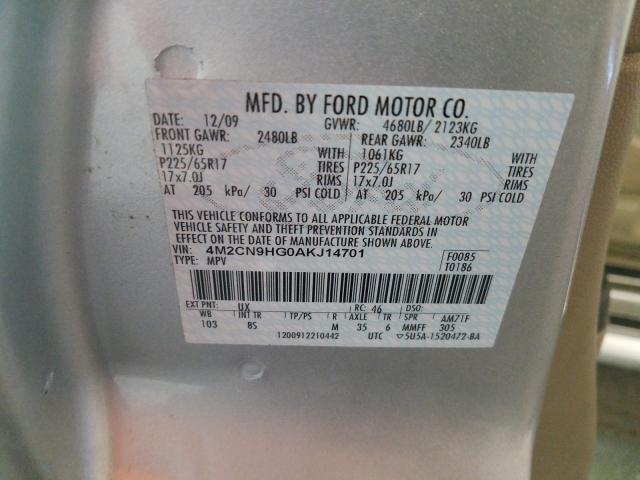 MFD. BY FORD MOTOR CO.
DATE: 12/09 GVWR: 4680LB/ 2123KG
FRONT GAWR: 2480LB REAR GAWR: 2340LB
1125KG WITH 1061KG WITH
P225/65R17 TIRES P225/65R17 TIRES
17x7.0J RIMS 17x7.0J RIMS
AT 205 kPa/ 30 PSI COLD AT 205 kPa/ 30 PSI COLD
THIS VEHICLE CONFORMS TO ALL APPLICABLE FEDERAL MOTOR
VEHICLE SAFETY AND THEFT PREVENTION STANDARDS IN
EFFECT ON THE DATE OF MANUFACTURE SHOWN ABOVE.
VIN: 4M2CN9HG0AKJ14701 F0085
TYPE: MPV T0186
EXT PNT: UX RC: 46 DSO:
WB INT TR TP/PS R AXLE TR SPR AM71F
103 8S M 35 6 MMFF 305
1200912210442 UTC ▽5U5A-1520472-BA